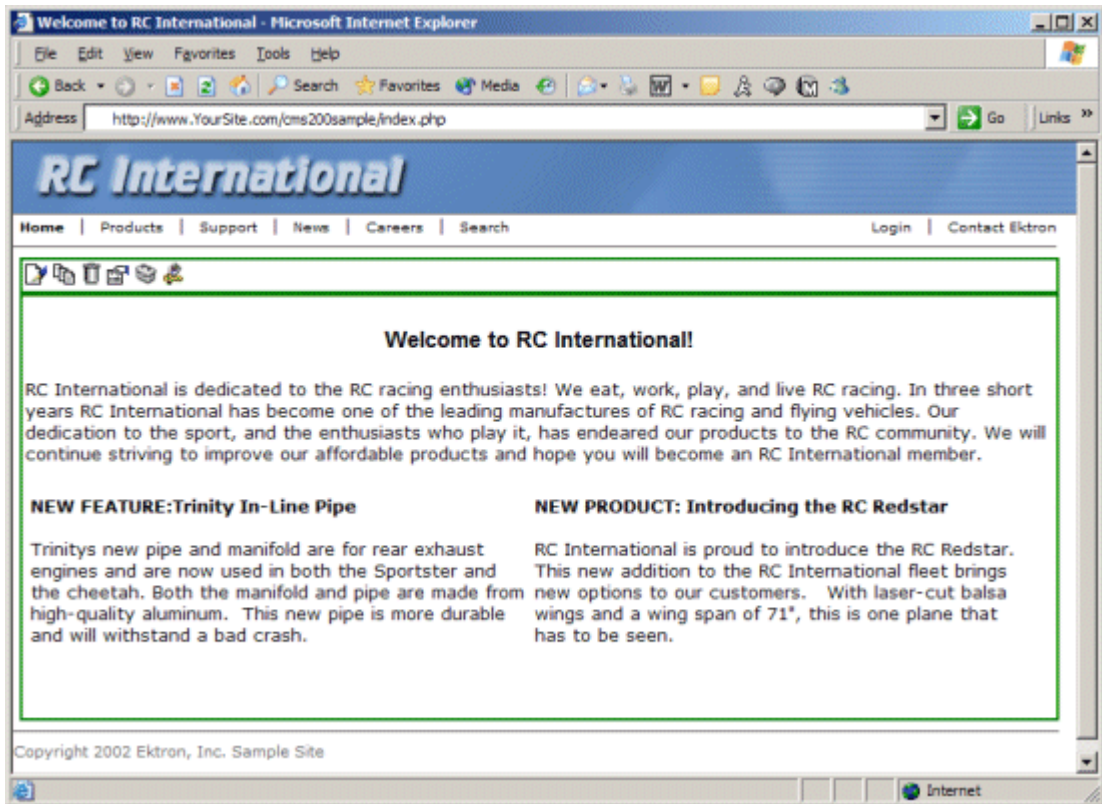 Welcome to RC International - Microsoft Internet Explorer
File Edit View Favorites Tools Help
Back Search Favorites Media
Address http://www.YourSite.com/cms200sample/index.php Go Links »
RC International
Home | Products | Support | News | Careers | Search Login | Contact Ektron
Welcome to RC International!
RC International is dedicated to the RC racing enthusiasts! We eat, work, play, and live RC racing. In three short
years RC International has become one of the leading manufactures of RC racing and flying vehicles. Our
dedication to the sport, and the enthusiasts who play it, has endeared our products to the RC community. We will
continue striving to improve our affordable products and hope you will become an RC International member.
NEW FEATURE:Trinity In-Line Pipe
Trinitys new pipe and manifold are for rear exhaust
engines and are now used in both the Sportster and
the cheetah. Both the manifold and pipe are made from
high-quality aluminum. This new pipe is more durable
and will withstand a bad crash.
NEW PRODUCT: Introducing the RC Redstar
RC International is proud to introduce the RC Redstar.
This new addition to the RC International fleet brings
new options to our customers. With laser-cut balsa
wings and a wing span of 71", this is one plane that
has to be seen.
Copyright 2002 Ektron, Inc. Sample Site
Internet